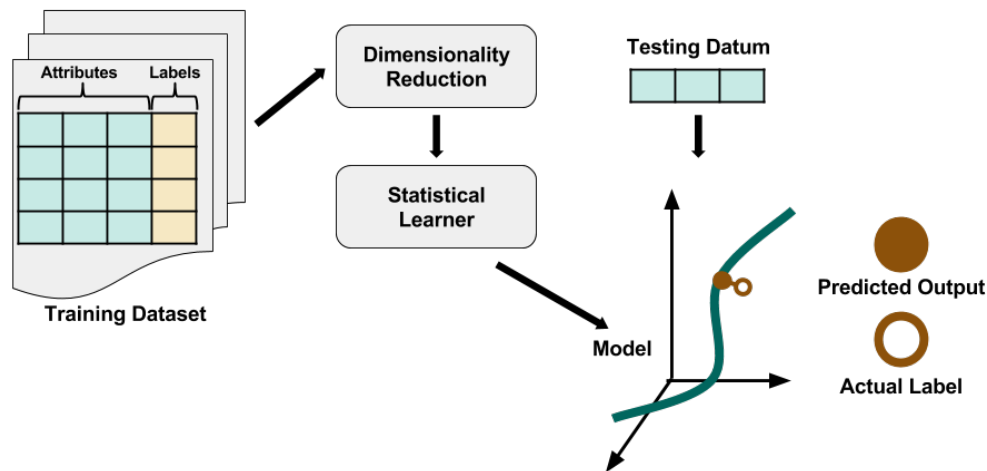 Attributes Labels
Training Dataset
Dimensionality
Reduction
Statistical
Learner
Testing Datum
Model
Predicted Output
Actual Label